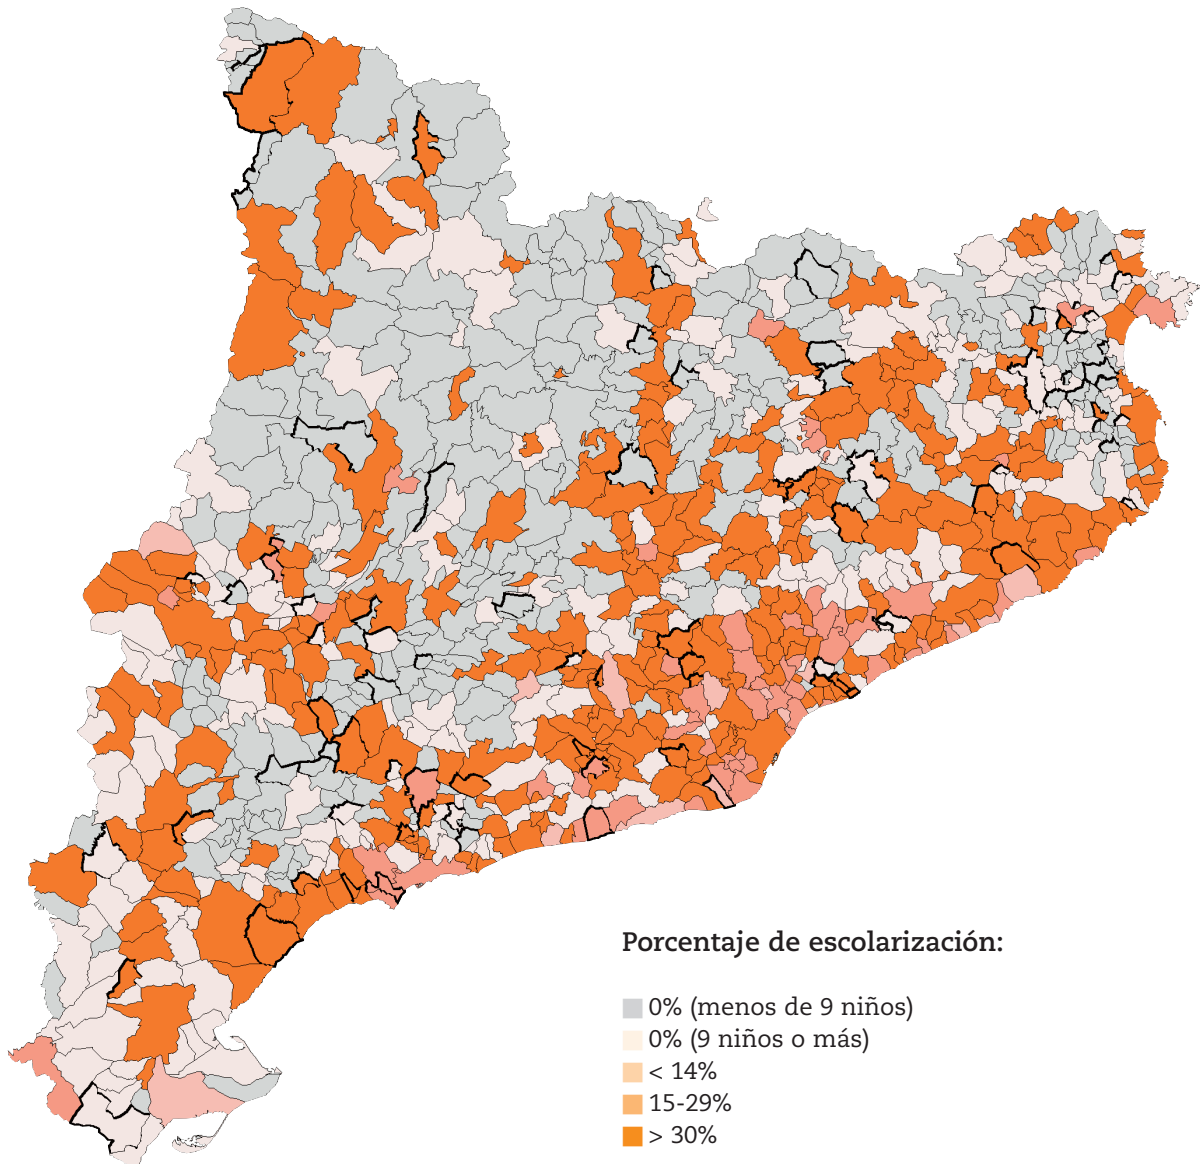 Porcentaje de escolarización:
0% (menos de 9 niños)
0% (9 niños o más)
< 14%
15-29%
> 30%